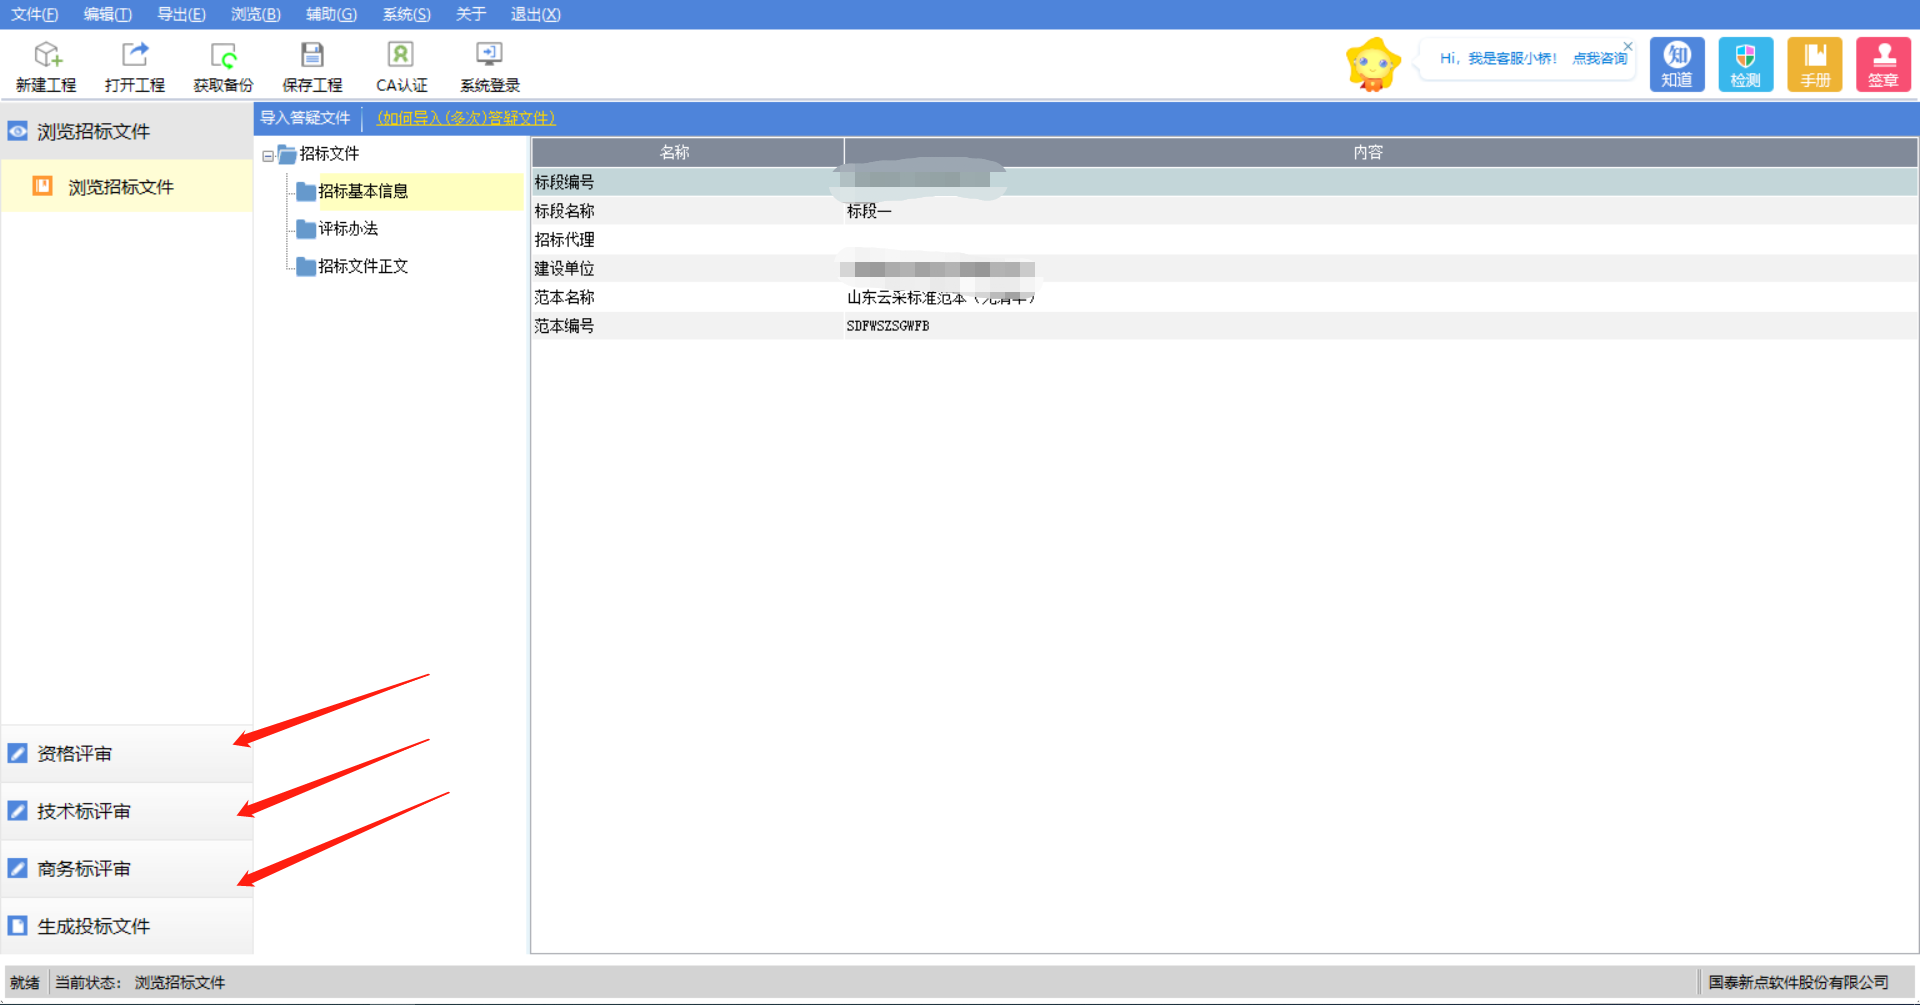 文件(F) 编辑(T) 导出(E) 浏览(B) 辅助(G) 系统(S) 关于 退出(X)
新建工程 打开工程 获取备份 保存工程 CA认证 系统登录
Hi，我是客服小桥！ 点我咨询
知
知道 检测 手册 签章
浏览招标文件
浏览招标文件
导入答疑文件 (如何导入(多次)答疑文件)
招标文件
招标基本信息
评标办法
招标文件正文
名称 内容
标段编号
标段名称 标段一
招标代理
建设单位
范本名称 山东云采标准范本
范本编号 SDFWSZSGWFB
资格评审
技术标评审
商务标评审
生成投标文件
就绪 当前状态： 浏览招标文件 国泰新点软件股份有限公司